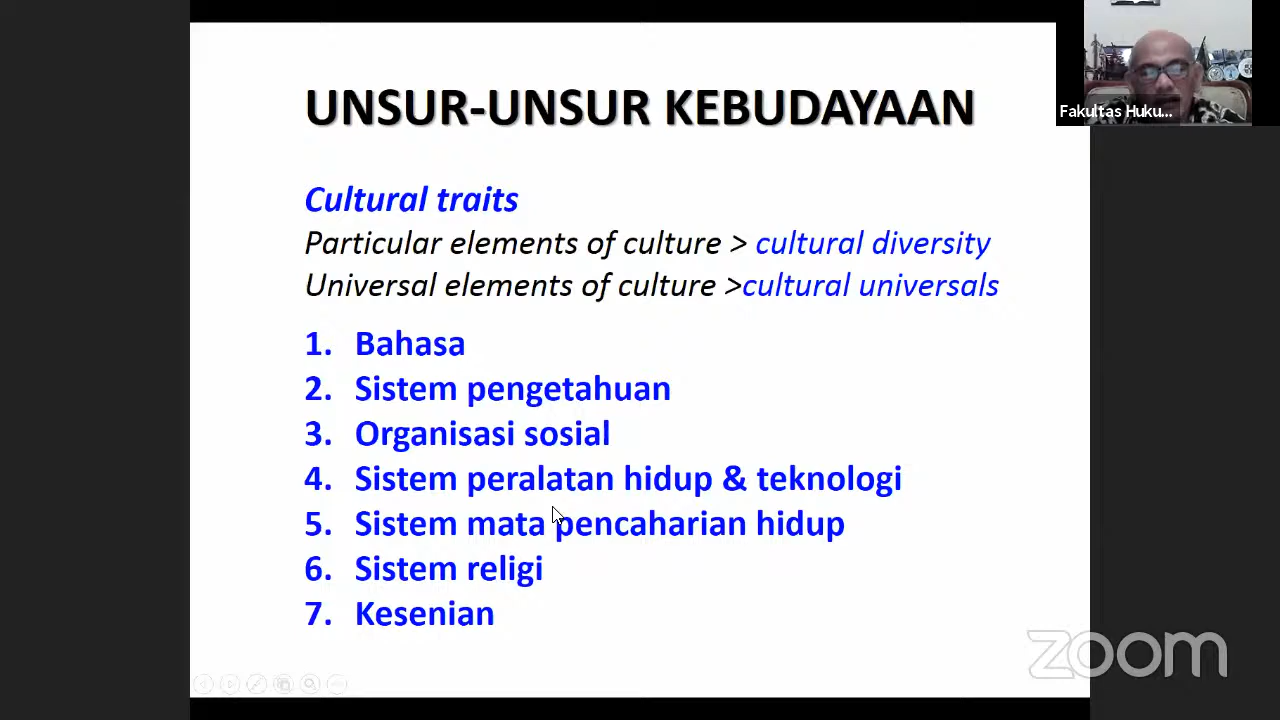 UNSUR-UNSUR KEBUDAYAAN
Fakultas Huku...
Cultural traits
Particular elements of culture > cultural diversity
Universal elements of culture >cultural universals
1. Bahasa
2. Sistem pengetahuan
3. Organisasi sosial
4. Sistem peralatan hidup & teknologi
5. Sistem mata pencaharian hidup
6. Sistem religi
7. Kesenian
zoom